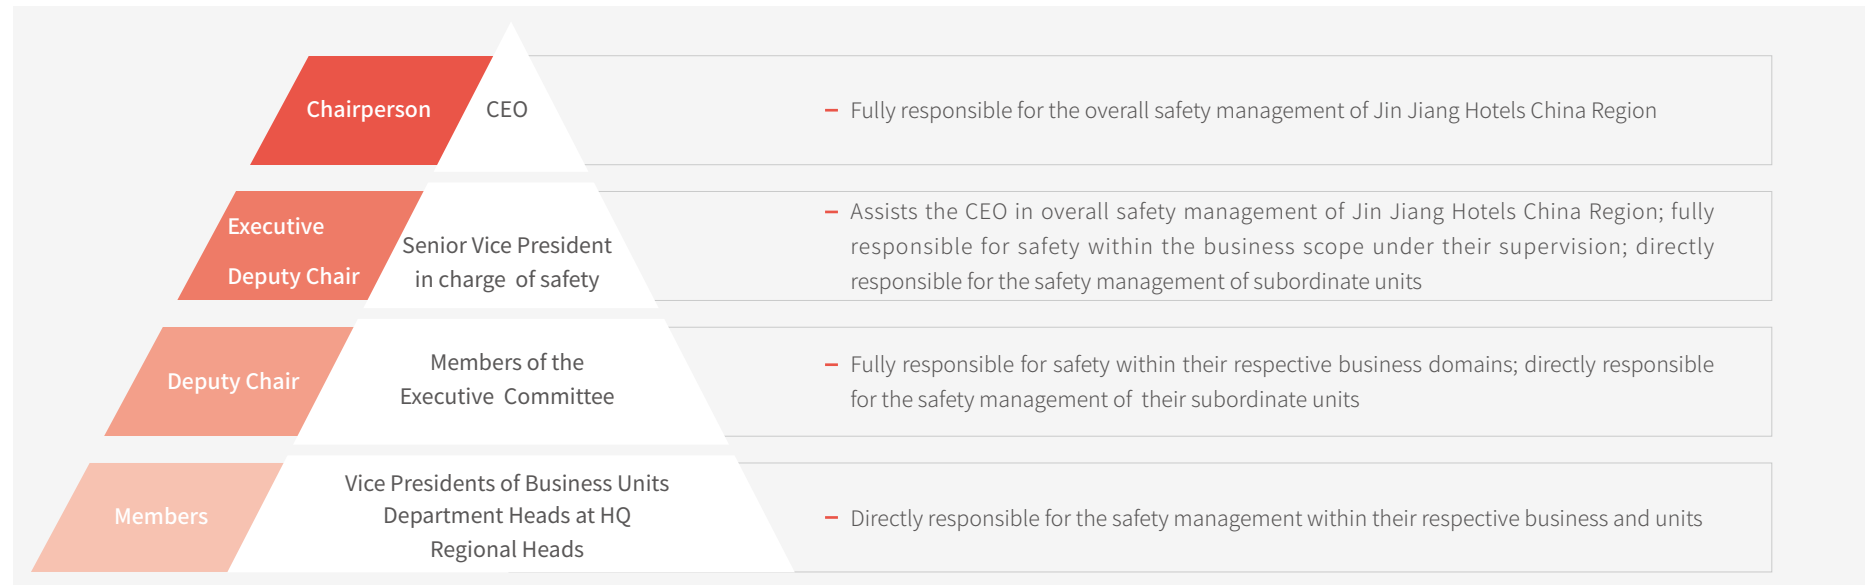 Chairperson
CEO
– Fully responsible for the overall safety management of Jin Jiang Hotels China Region
Executive
Deputy Chair
Senior Vice President
in charge of safety
– Assists the CEO in overall safety management of Jin Jiang Hotels China Region; fully
responsible for safety within the business scope under their supervision; directly
responsible for the safety management of subordinate units
Deputy Chair
Members of the
Executive Committee
– Fully responsible for safety within their respective business domains; directly responsible
for the safety management of their subordinate units
Members
Vice Presidents of Business Units
Department Heads at HQ
Regional Heads
– Directly responsible for the safety management within their respective business and units